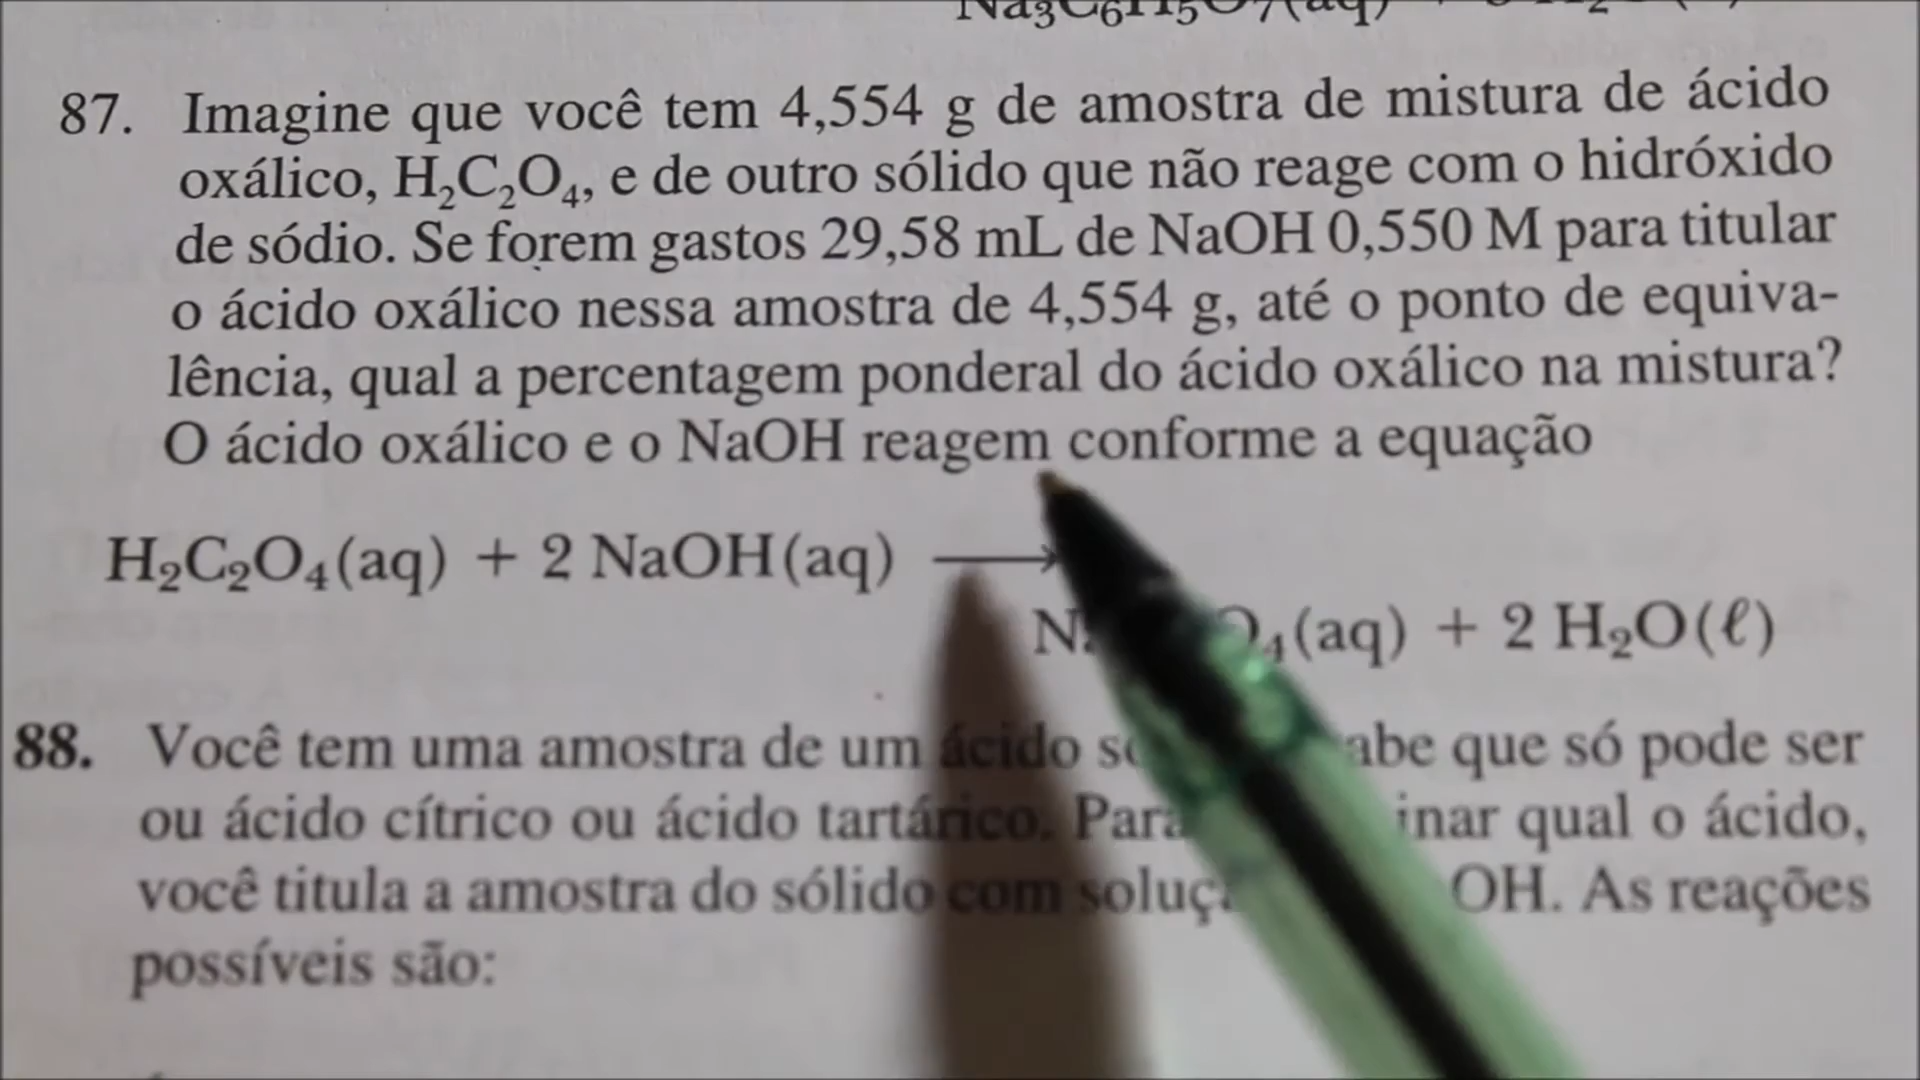 87. Imagine que você tem 4,554 g de amostra de mistura de ácido
oxálico, H₂C₂O₄, e de outro sólido que não reage com o hidróxido
de sódio. Se forem gastos 29,58 mL de NaOH 0,550 M para titular
o ácido oxálico nessa amostra de 4,554 g, até o ponto de equiva-
lência, qual a percentagem ponderal do ácido oxálico na mistura?
O ácido oxálico e o NaOH reagem conforme a equação
H₂C₂O₄(aq) + 2 NaOH(aq) ⟶
O₄(aq) + 2 H₂O(ℓ)
88. Você tem uma amostra de um ácido que só pode ser
ou ácido cítrico ou ácido tartárico. qual o ácido,
você titula a amostra do sólido com As reações
possíveis são: